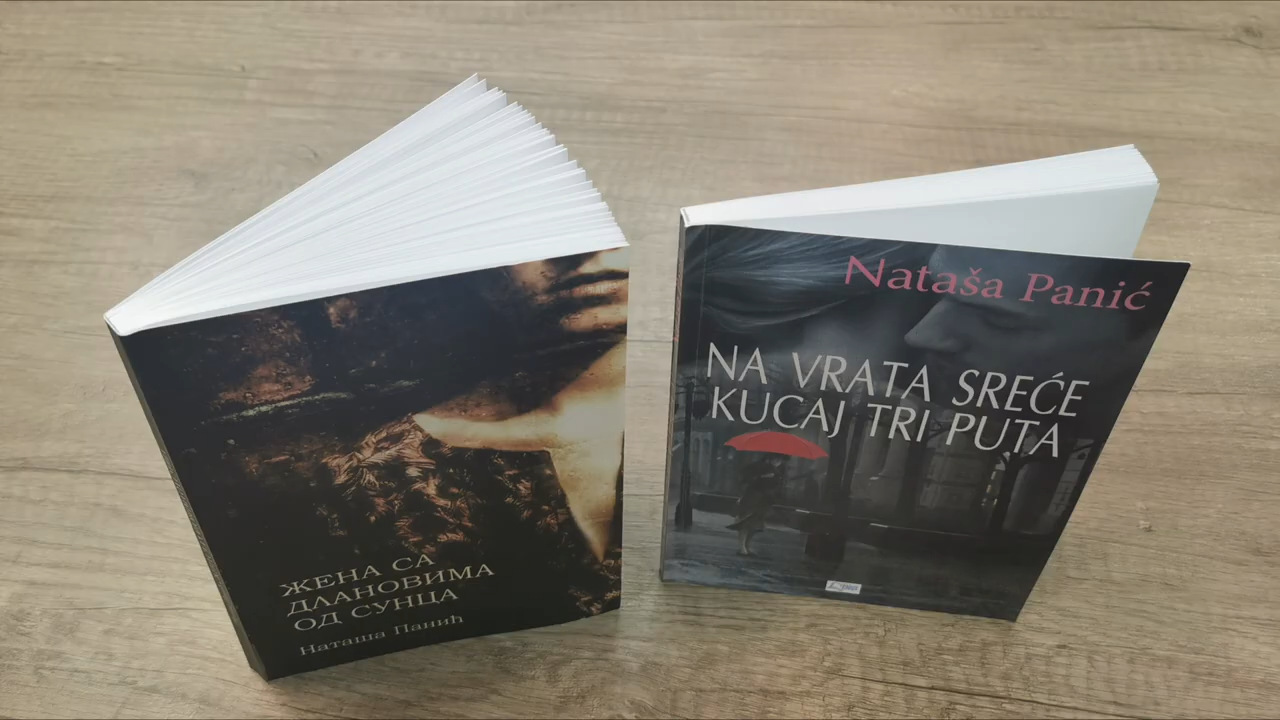 ЖЕНА СА
ДЛАНОВИМА
ОД СУНЦА
Наташа Панић
Nataša Panić
NA VRATA SREĆE
KUCAJ TRI PUTA